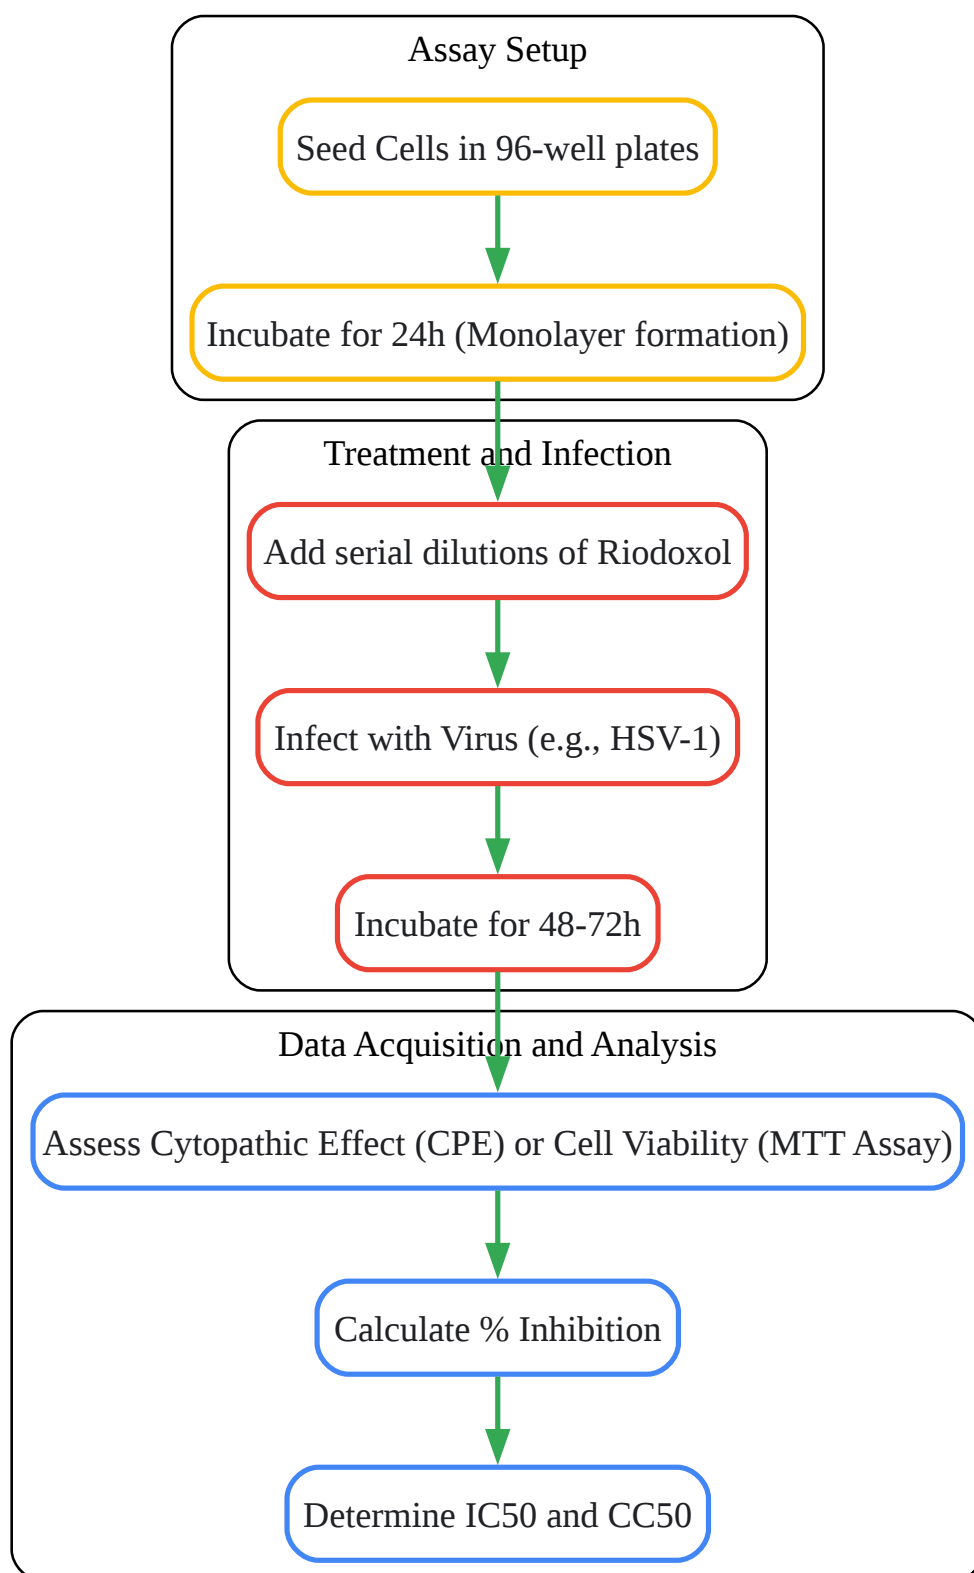 Assay Setup
Seed Cells in 96-well plates
Incubate for 24h (Monolayer formation)
Treatment and Infection
Add serial dilutions of Riodoxol
Infect with Virus (e.g., HSV-1)
Incubate for 48-72h
Data Acquisition and Analysis
Assess Cytopathic Effect (CPE) or Cell Viability (MTT Assay)
Calculate % Inhibition
Determine IC50 and CC50